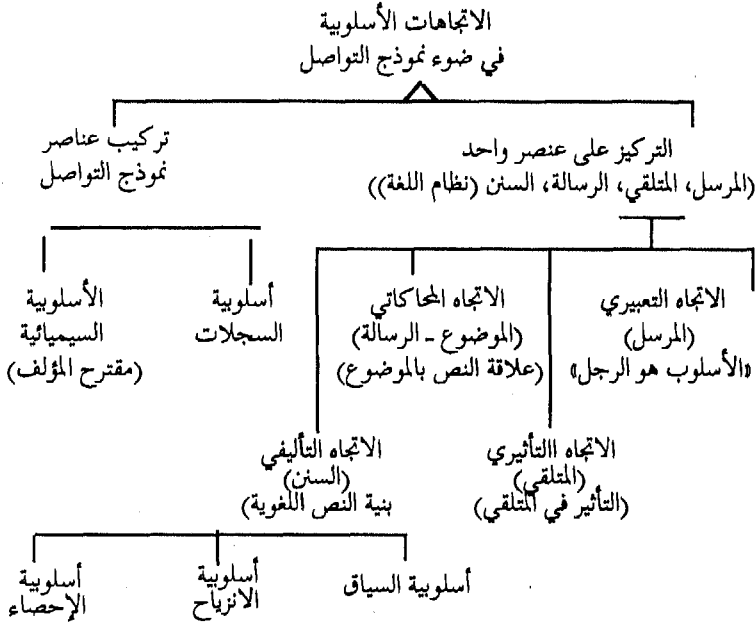 الاتجاهات الأسلوبية
في ضوء نموذج التواصل
التركيز على عنصر واحد
(المرسل، المتلقي، الرسالة، السنن (نظام اللغة))
تركيب عناصر
نموذج التواصل
الاتجاه التعبيري
(المرسل)
«الأسلوب هو الرجل»
الاتجاه المحاكاتي
(الموضوع ـ الرسالة)
(علاقة النص بالموضوع)
أسلوبية
السجلات
الأسلوبية
السيميائية
(مقترح المؤلف)
الاتجاه االتأثيري
(المتلقي)
(التأثير في المتلقي)
الاتجاه التأليفي
(السنن)
بنية النص اللغوية)
أسلوبية السياق
أسلوبية
الانزياح
أسلوبية
الإحصاء